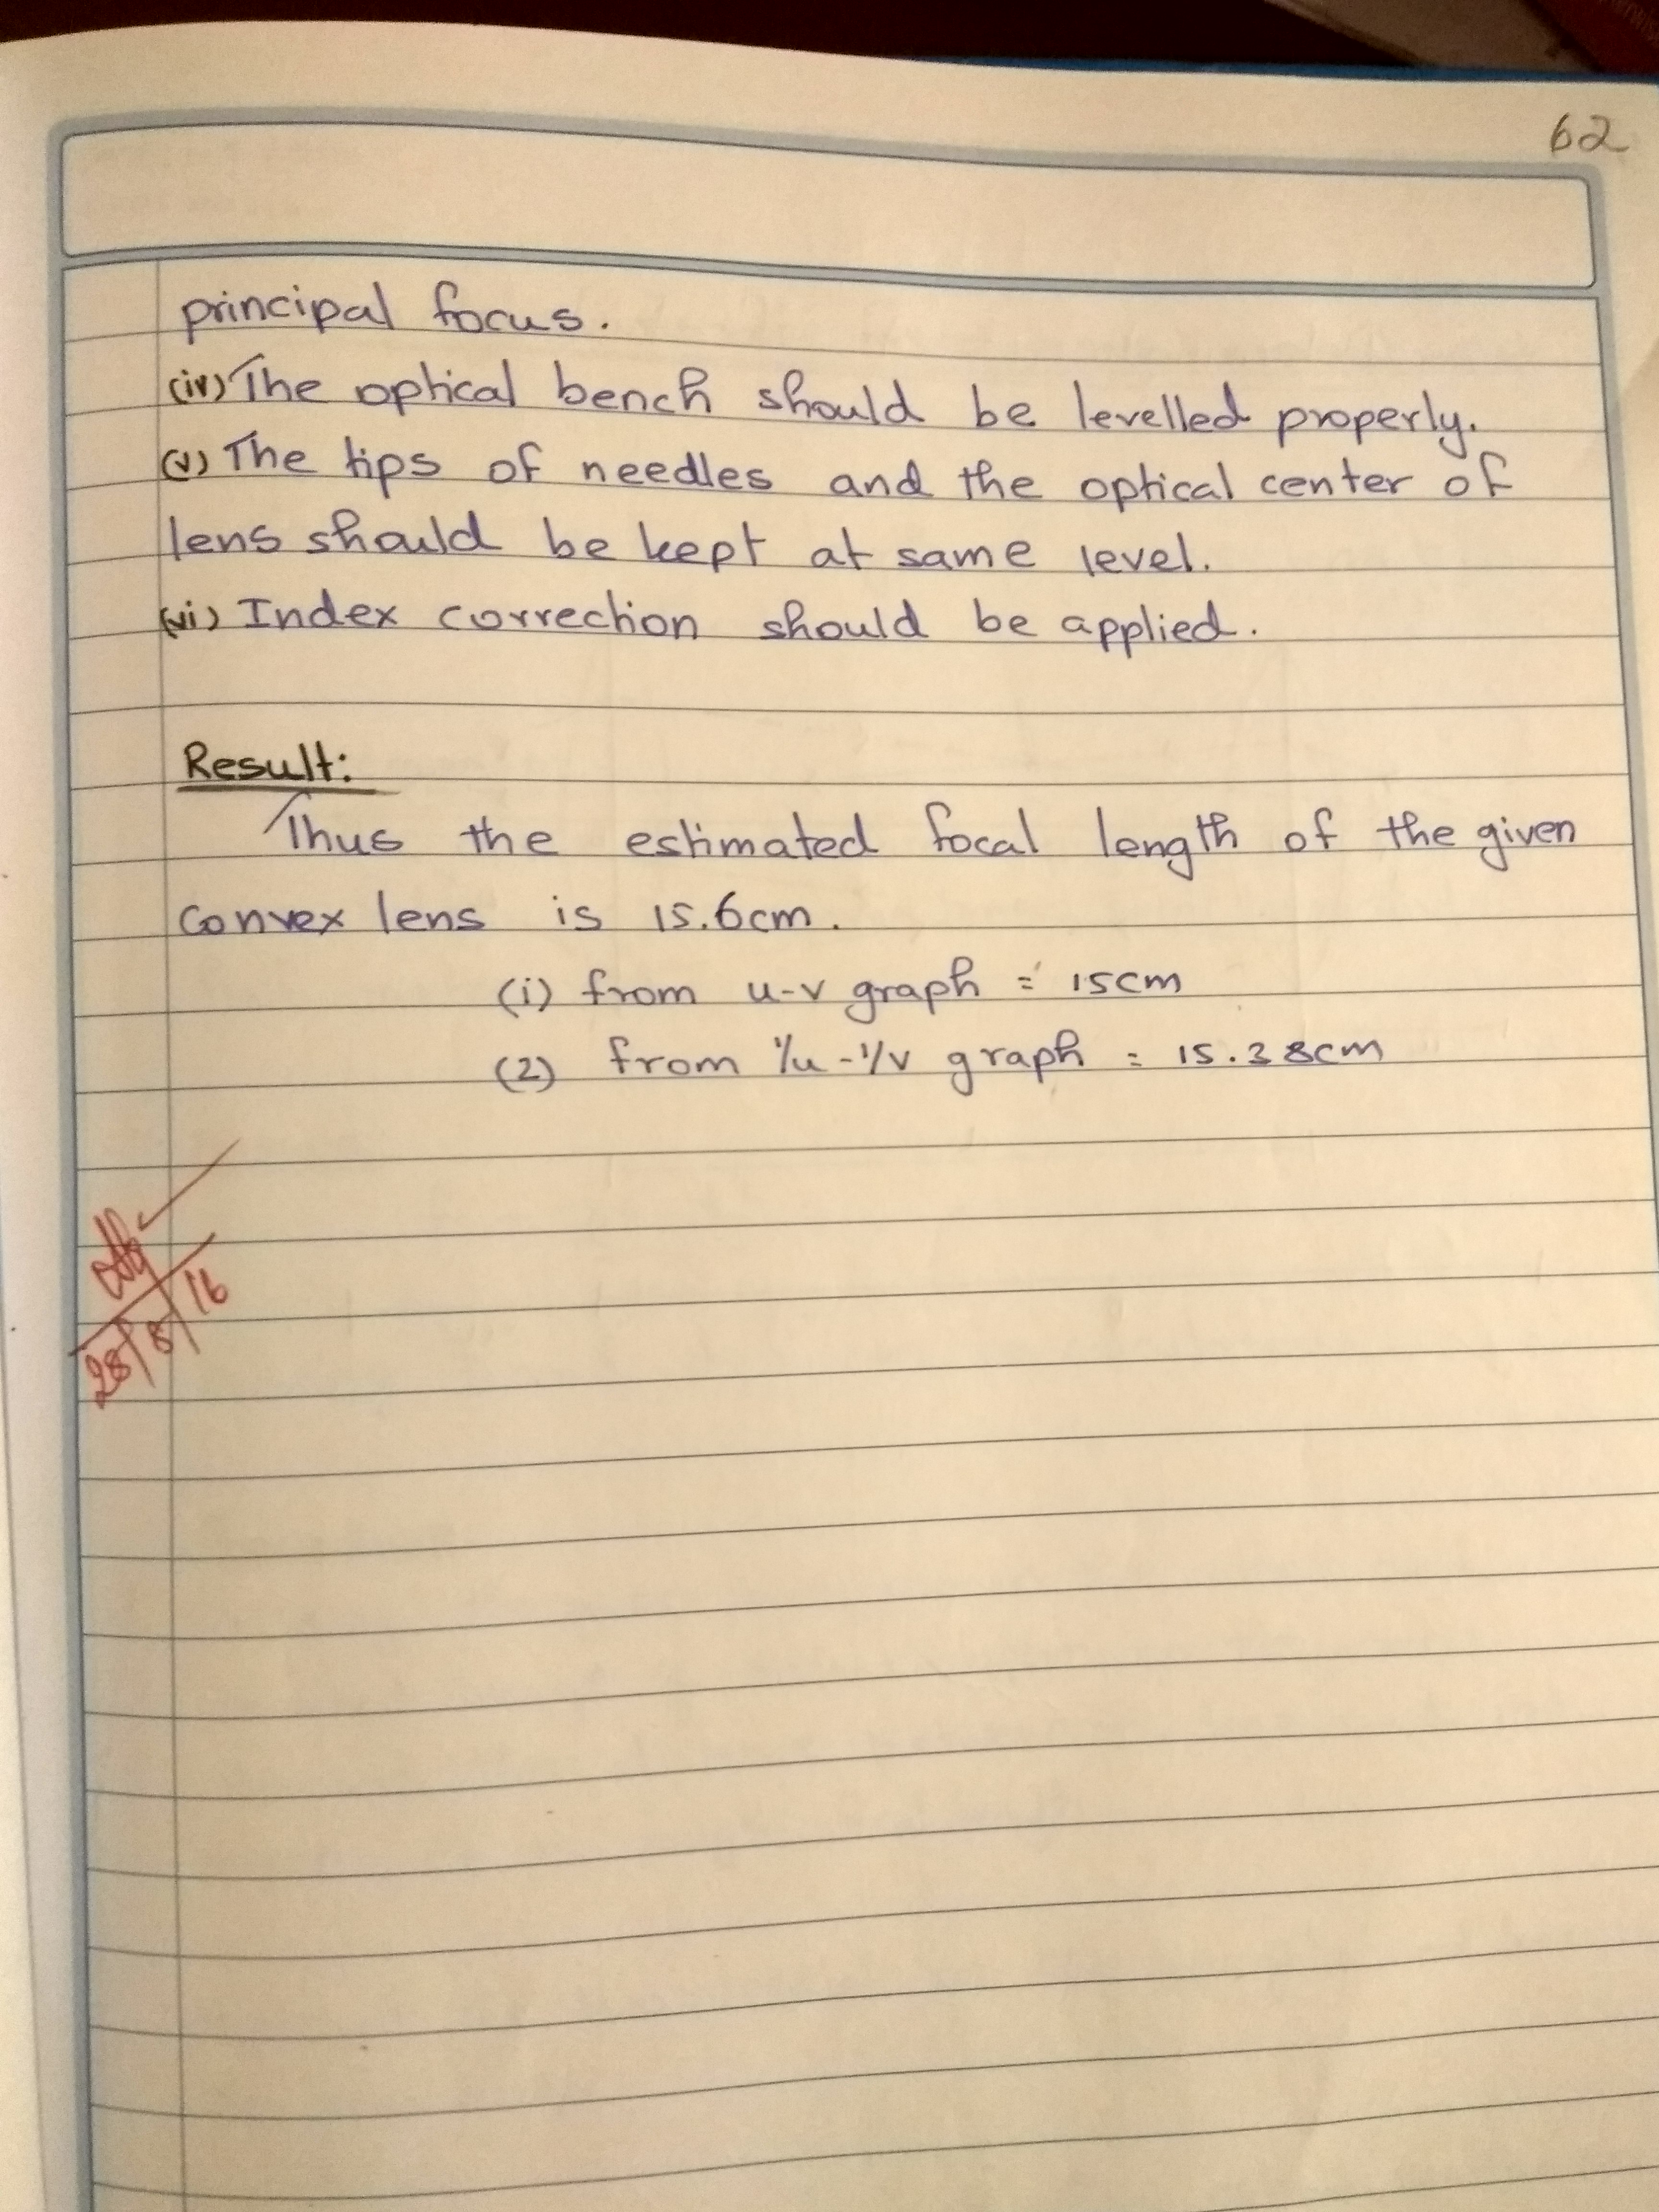 62
principal focus.
(iv) The optical bench should be levelled properly.
(v) The tips of needles and the optical center of
lens should be kept at same level.
(vi) Index correction should be applied.
Result:
Thus the estimated focal length of the given
convex lens is 15.6cm.
(i) from u-v graph = 15cm
(2) from 1/u - 1/v graph = 15.38cm
28/8/16